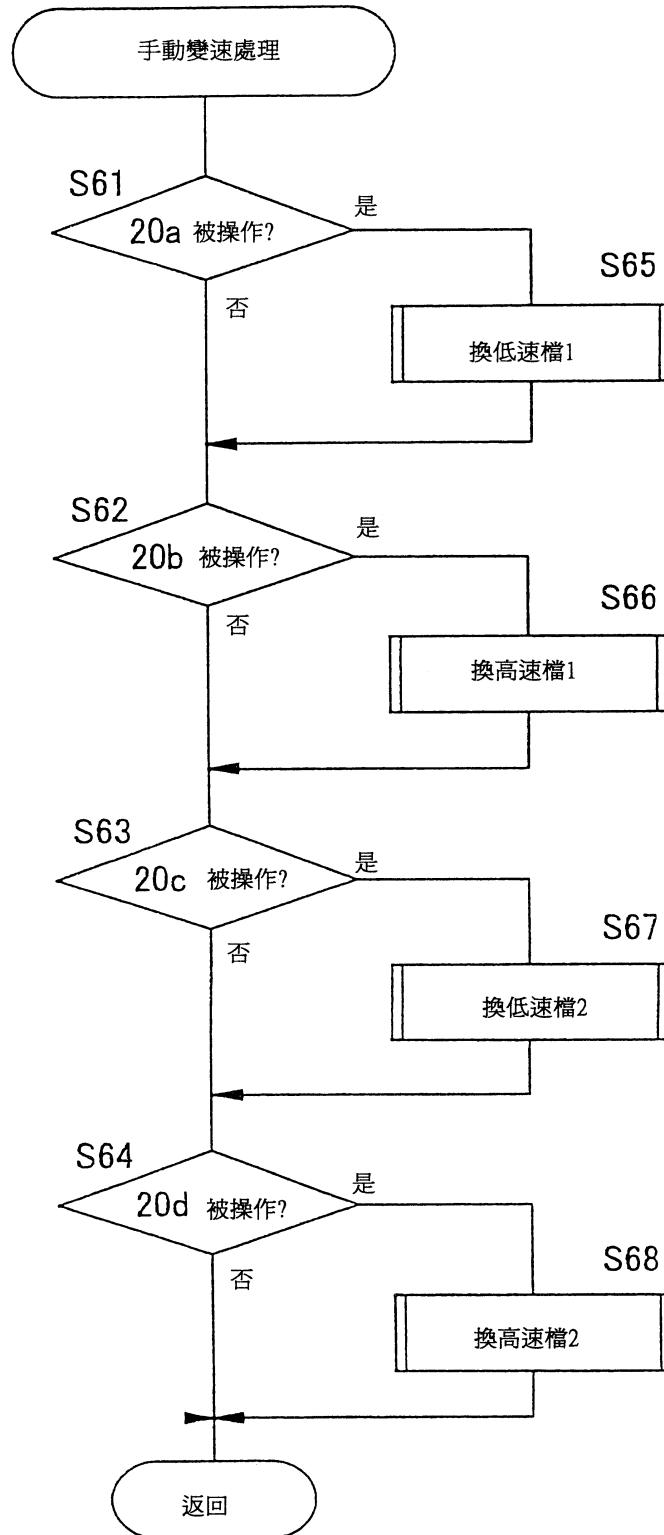 手動變速處理
S61
20a 被操作?
是
否
S65
換低速檔1
S62
20b 被操作?
是
否
S66
換高速檔1
S63
20c 被操作?
是
否
S67
換低速檔2
S64
20d 被操作?
是
否
S68
換高速檔2
返回